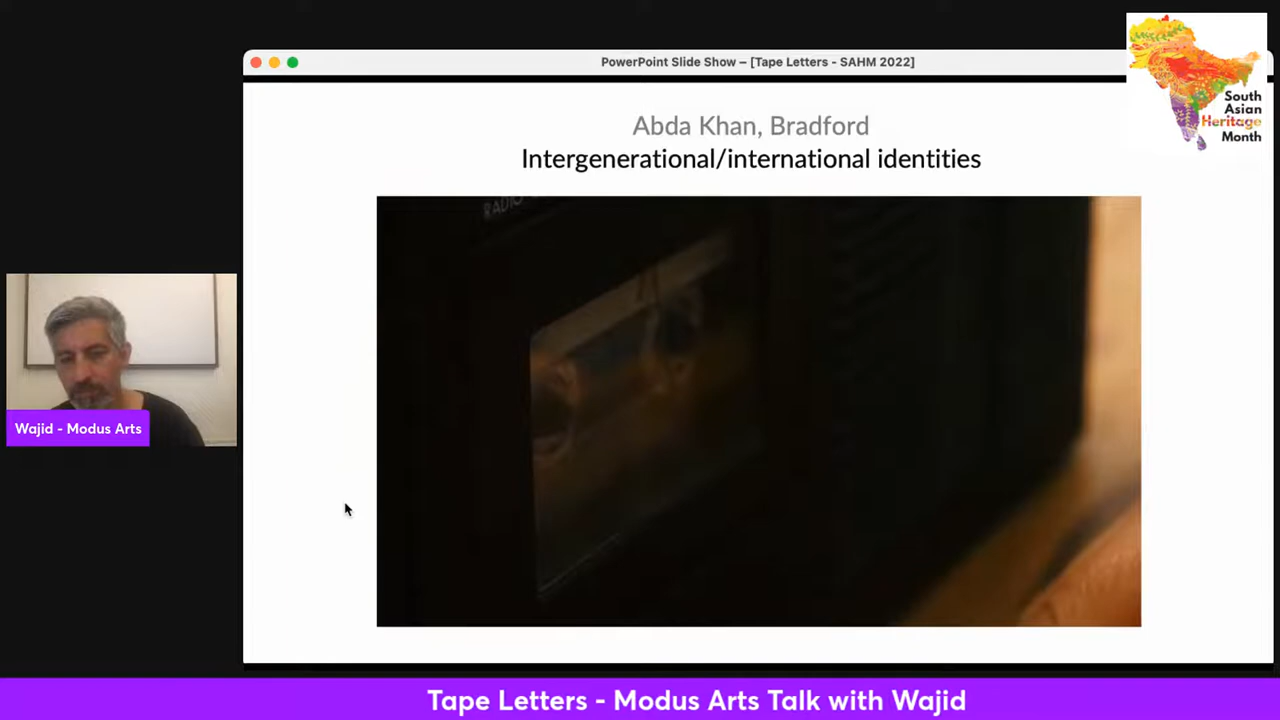 PowerPoint Slide Show – [Tape Letters - SAHM 2022]
South
Asian
Heritage
Month
Abda Khan, Bradford
Intergenerational/international identities
RADIO
Wajid - Modus Arts
Tape Letters - Modus Arts Talk with Wajid